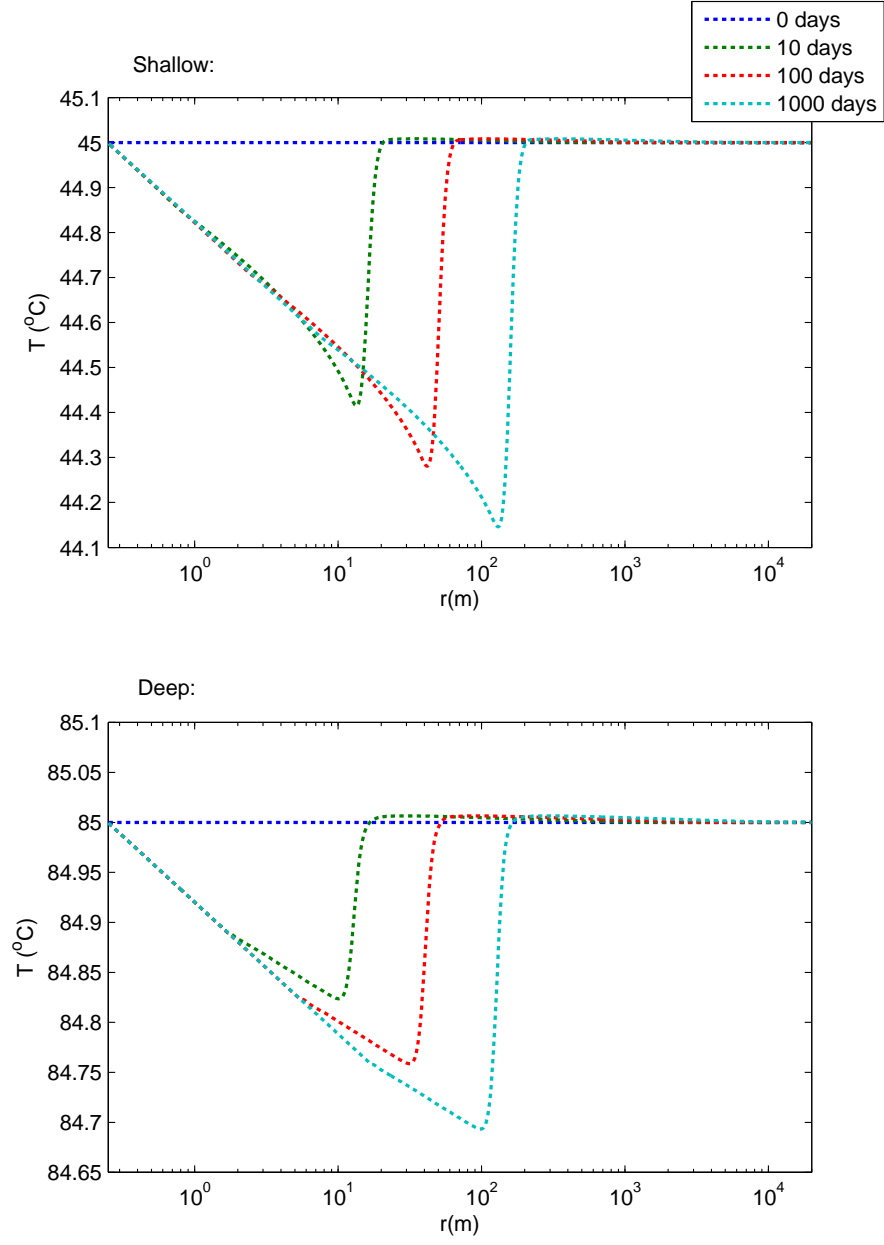 0 days
10 days
100 days
1000 days
Shallow:
45.1
45
44.9
44.8
44.7
44.6
44.5
44.4
44.3
44.2
44.1
T (°C)
10⁰ 10¹ 10² 10³ 10⁴
r(m)
Deep:
85.1
85.05
85
84.95
84.9
84.85
84.8
84.75
84.7
84.65
T (°C)
10⁰ 10¹ 10² 10³ 10⁴
r(m)